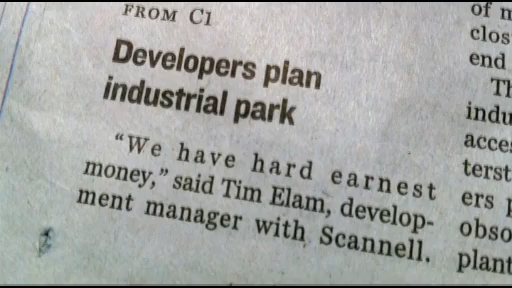 FROM C1
Developers plan
industrial park
"We have hard earnest
money," said Tim Elam, develop-
ment manager with Scannell.
of
clos
end
Th
indu
acces
terst
ers
obso
plant